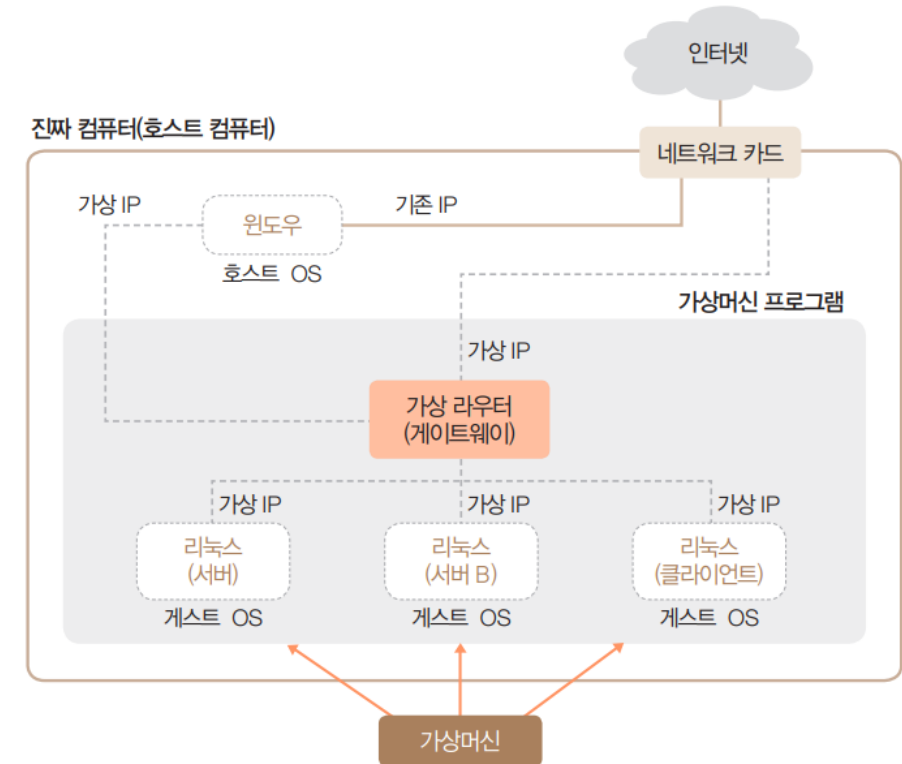 인터넷
진짜 컴퓨터(호스트 컴퓨터)
네트워크 카드
가상 IP
윈도우
기존 IP
호스트 OS
가상머신 프로그램
가상 IP
가상 라우터
(게이트웨이)
가상 IP
가상 IP
가상 IP
리눅스
(서버)
리눅스
(서버 B)
리눅스
(클라이언트)
게스트 OS
게스트 OS
게스트 OS
가상머신